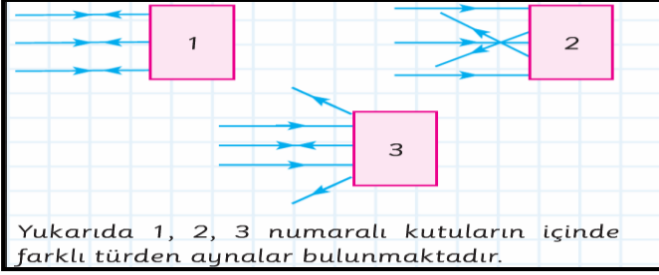 1
2
3
Yukarıda 1, 2, 3 numaralı kutuların içinde
farklı türden aynalar bulunmaktadır.